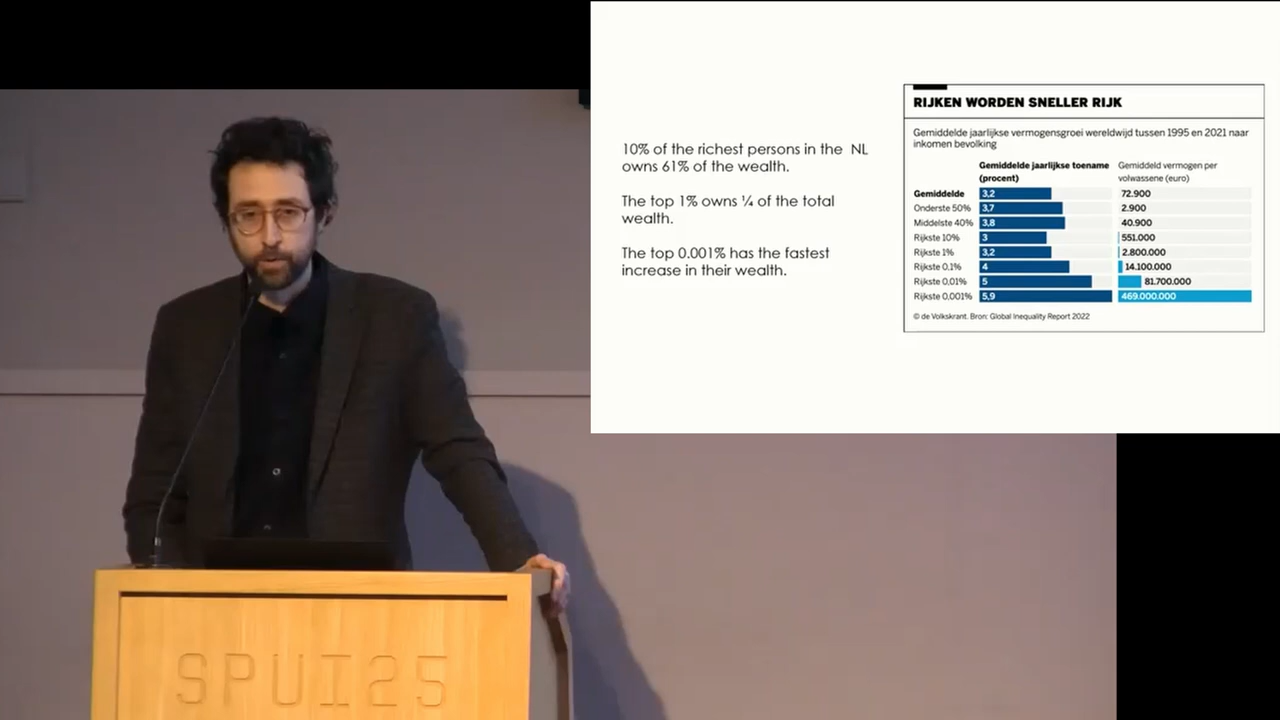 10% of the richest persons in the NL
owns 61% of the wealth.
The top 1% owns ¼ of the total
wealth.
The top 0.001% has the fastest
increase in their wealth.
RIJKEN WORDEN SNELLER RIJK
Gemiddelde jaarlijkse vermogensgroei wereldwijd tussen 1995 en 2021 naar
inkomen bevolking
Gemiddelde jaarlijkse toename Gemiddeld vermogen per
(procent) volwassene (euro)
Gemiddelde 3,2 72.900
Onderste 50% 3,7 2.900
Middelste 40% 3,8 40.900
Rijkste 10% 3 551.000
Rijkste 1% 3,2 2.800.000
Rijkste 0,1% 4 14.100.000
Rijkste 0,01% 5 81.700.000
Rijkste 0,001% 5,9 469.000.000
© de Volkskrant. Bron: Global Inequality Report 2022
SPUI25